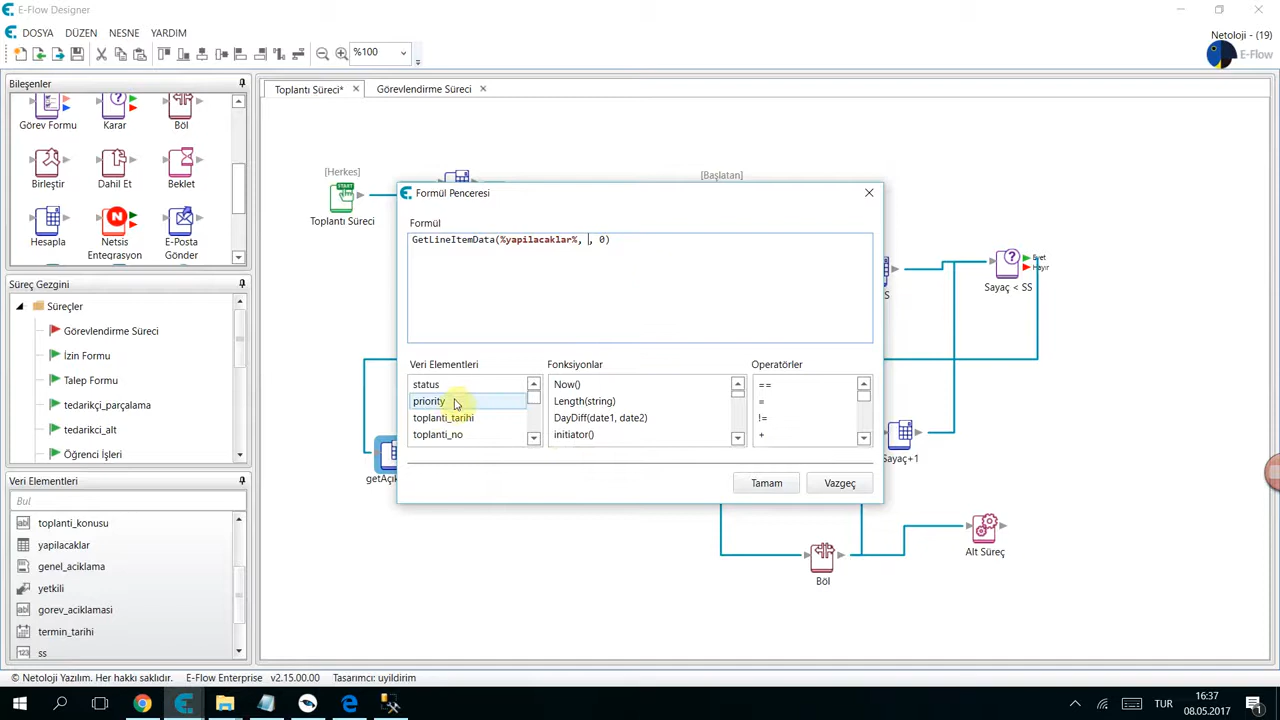 E-Flow Designer
DOSYA DÜZEN NESNE YARDIM
Netoloji - (19)
%100
E-Flow
Bileşenler
Görev Formu Karar Böl
Birleştir Dahil Et Beklet
Hesapla Netsis Entegrasyon E-Posta Gönder
Süreç Gezgini
Süreçler
Görevlendirme Süreci
İzin Formu
Talep Formu
tedarikçi_parçalama
tedarikci_alt
Öğrenci İşleri
Veri Elementleri
Bul
toplanti_konusu
yapilacaklar
genel_aciklama
yetkili
gorev_aciklamasi
termin_tarihi
123 ss
Toplantı Süreci* Görevlendirme Süreci
[Herkes]
START
Toplantı Süreci
[Başlatan]
Evet
Hayır
Sayaç < SS
Sayaç+1
Alt Süreç
Böl
Formül Penceresi
Formül
GetLineItemData(%yapilacaklar%, , 0)
Veri Elementleri Fonksiyonlar Operatörler
status Now() ==
priority Length(string) =
toplanti_tarihi DayDiff(date1, date2) !=
toplanti_no initiator() +
Tamam Vazgeç
© Netoloji Yazılım. Her hakkı saklıdır. E-Flow Enterprise v2.15.00.00 Tasarımcı: uyildirim
TUR
16:37
08.05.2017